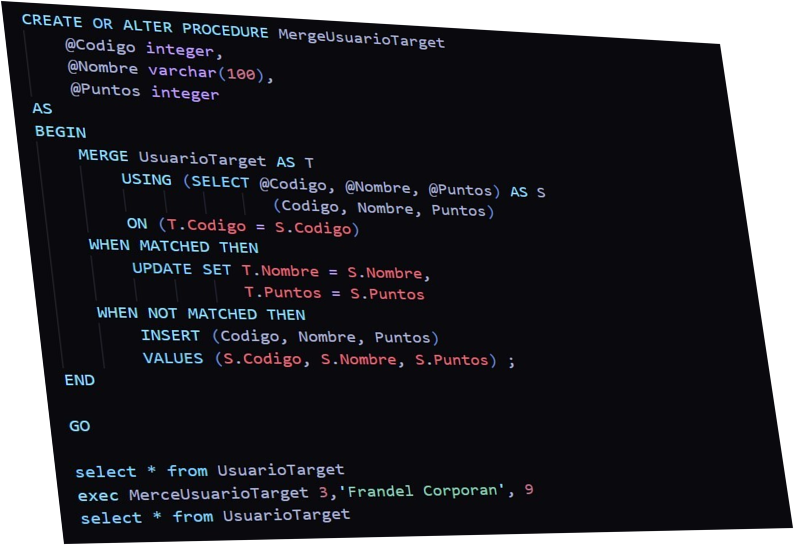 CREATE OR ALTER PROCEDURE MergeUsuarioTarget
@Codigo integer,
@Nombre varchar(100),
@Puntos integer
AS
BEGIN
MERGE UsuarioTarget AS T
USING (SELECT @Codigo, @Nombre, @Puntos) AS S
(Codigo, Nombre, Puntos)
ON (T.Codigo = S.Codigo)
WHEN MATCHED THEN
UPDATE SET T.Nombre = S.Nombre,
T.Puntos = S.Puntos
WHEN NOT MATCHED THEN
INSERT (Codigo, Nombre, Puntos)
VALUES (S.Codigo, S.Nombre, S.Puntos) ;
END
GO
select * from UsuarioTarget
exec MerceUsuarioTarget 3,'Frandel Corporan', 9
select * from UsuarioTarget